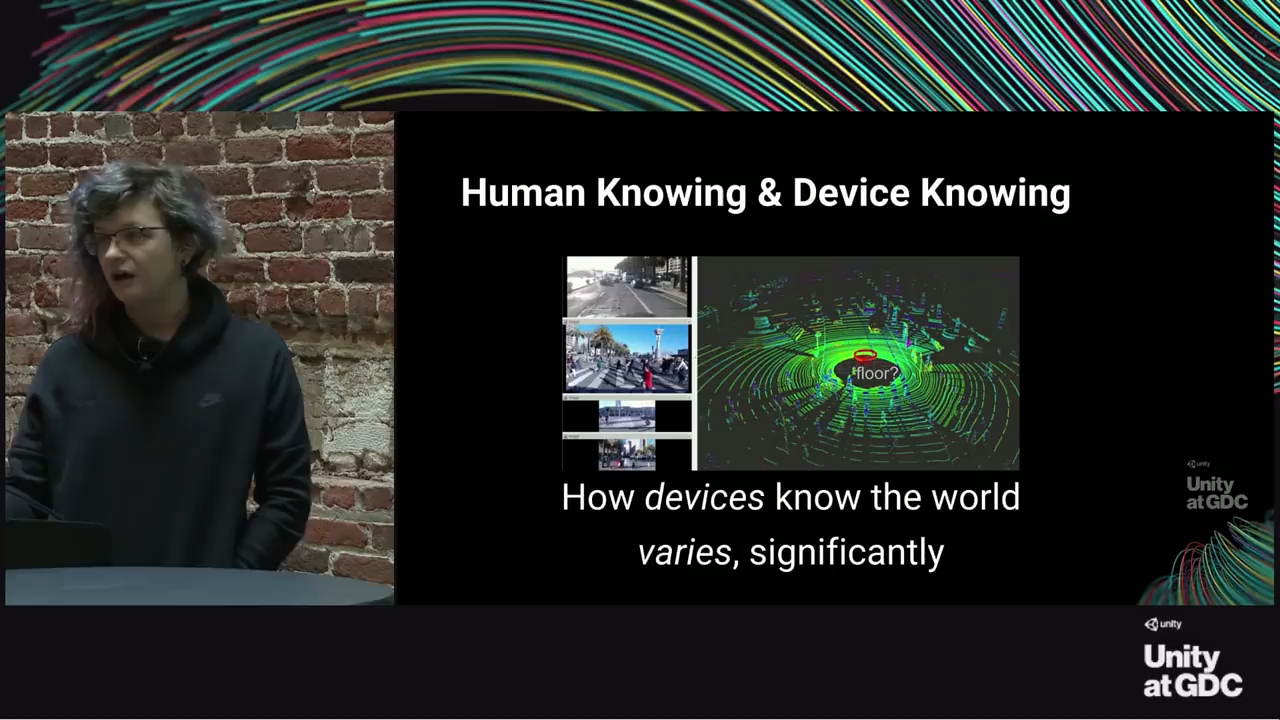 Human Knowing & Device Knowing
floor?
How devices know the world
varies, significantly
unity
Unity
at GDC
unity
Unity
at GDC